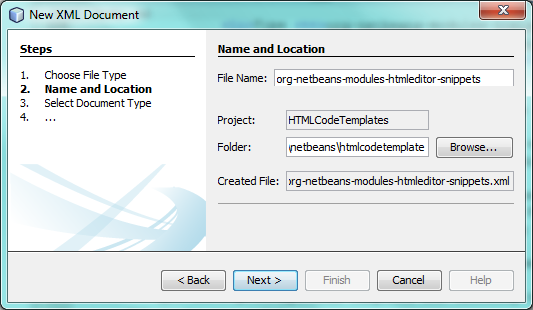 New XML Document
Steps
1. Choose File Type
2. Name and Location
3. Select Document Type
4. ...
Name and Location
File Name: org-netbeans-modules-htmleditor-snippets
Project: HTMLCodeTemplates
Folder: \netbeans\htmlcodetemplate Browse...
Created File: org-netbeans-modules-htmleditor-snippets.xml
< Back Next > Finish Cancel Help